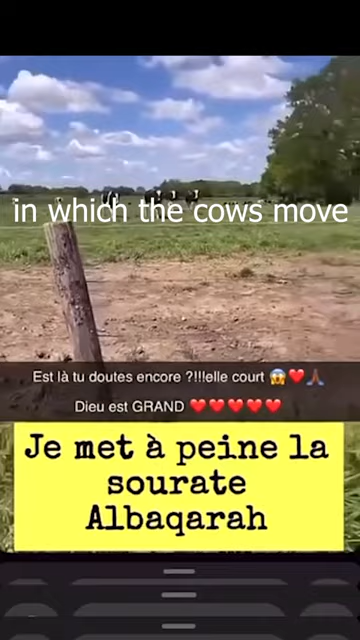 in which the cows move
Est là tu doutes encore ?!!!elle court 😱❤️🙏🏾
Dieu est GRAND ❤️❤️❤️❤️❤️
Je met à peine la
sourate
Albaqarah